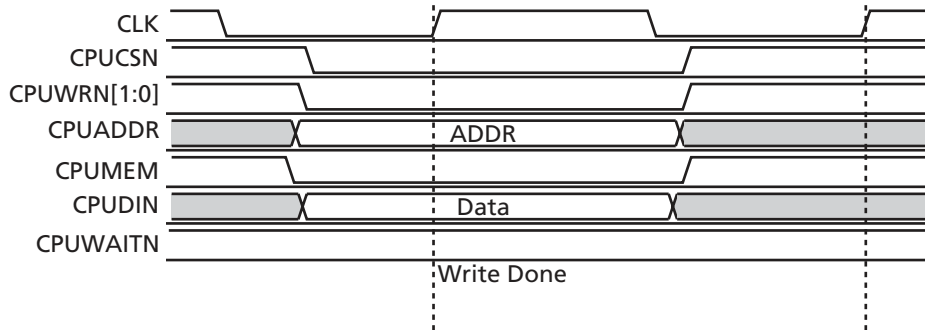 CLK
CPUCSN
CPUWRN[1:0]
CPUADDR ADDR
CPUMEM
CPUDIN Data
CPUWAITN
Write Done